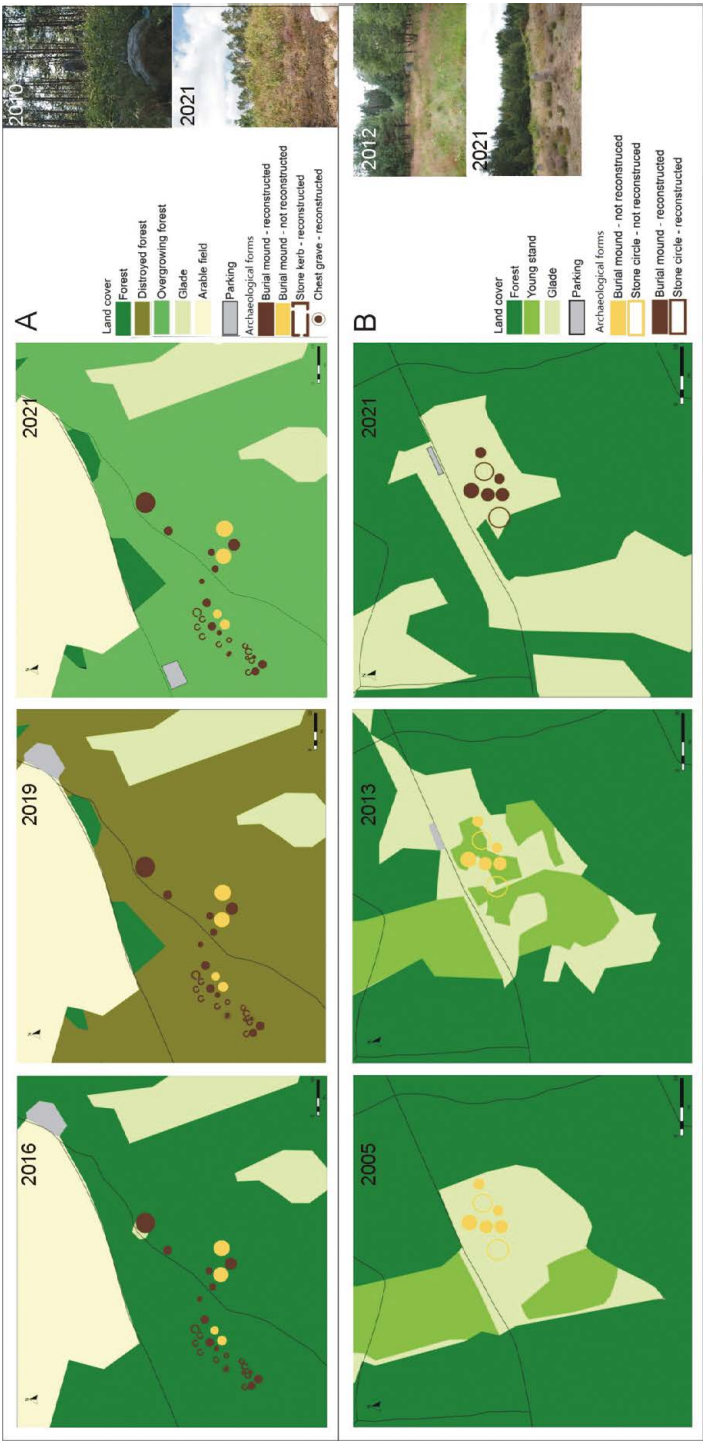 2016
2019
2021
A
Land cover
Forest
Distroyed forest
Overgrowing forest
Glade
Arable field
Parking
Archaeological forms
Burial mound - reconstructed
Burial mound - not reconstructed
Stone kerb - reconstructed
Chest grave - reconstructed
2010
2021
2005
2013
2021
B
Land cover
Forest
Young stand
Glade
Parking
Archaeological forms
Burial mound - not reconstructed
Stone circle - not reconstruced
Burial mound - reconstructed
Stone circle - reconstructed
2012
2021